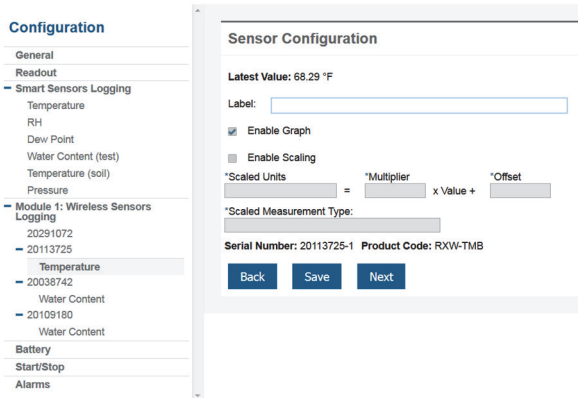 Configuration
General
Readout
Smart Sensors Logging
Temperature
RH
Dew Point
Water Content (test)
Temperature (soil)
Pressure
Module 1: Wireless Sensors
Logging
20291072
20113725
Temperature
20038742
Water Content
20109180
Water Content
Battery
Start/Stop
Alarms
Sensor Configuration
Latest Value: 68.29 °F
Label:
Enable Graph
Enable Scaling
*Scaled Units *Multiplier *Offset
= x Value +
*Scaled Measurement Type:
Serial Number: 20113725-1 Product Code: RXW-TMB
Back Save Next